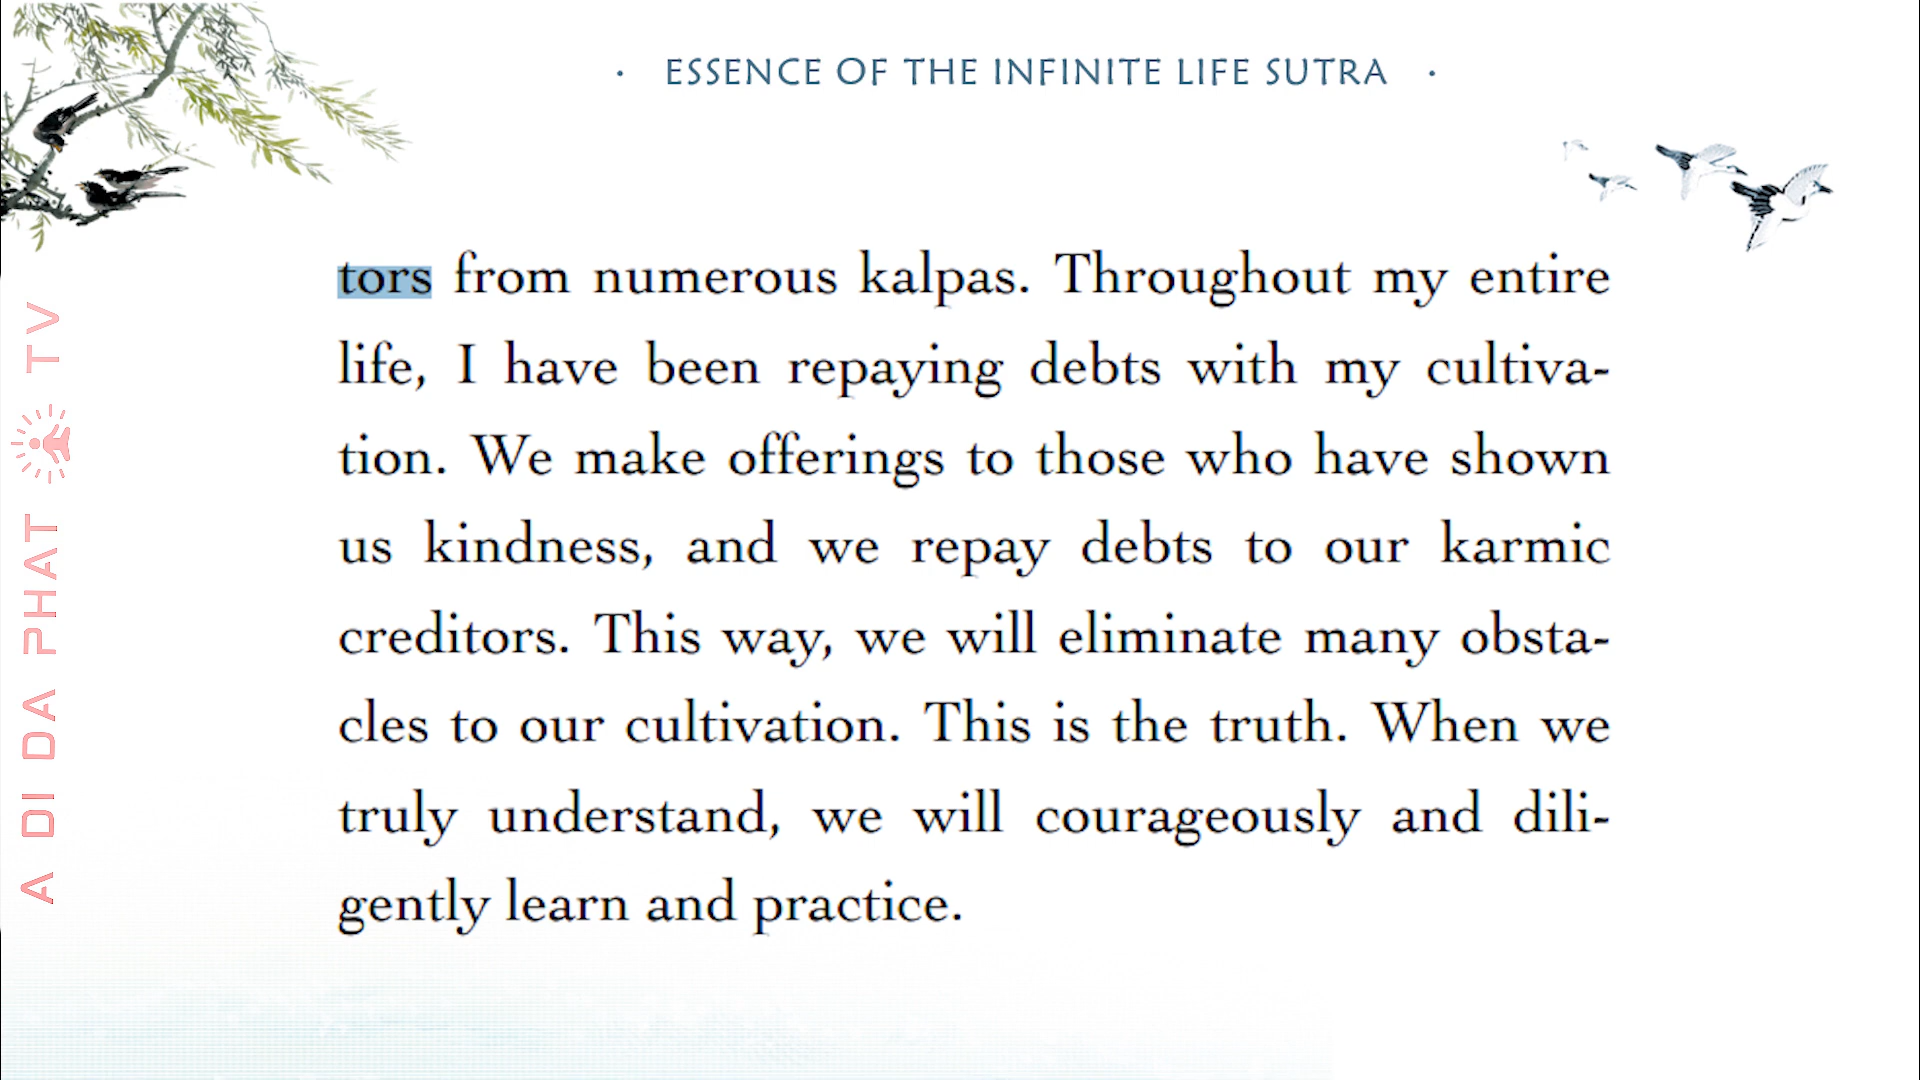 · ESSENCE OF THE INFINITE LIFE SUTRA ·
tors from numerous kalpas. Throughout my entire
life, I have been repaying debts with my cultiva-
tion. We make offerings to those who have shown
us kindness, and we repay debts to our karmic
creditors. This way, we will eliminate many obsta-
cles to our cultivation. This is the truth. When we
truly understand, we will courageously and dili-
gently learn and practice.
A DI DA PHAT TV